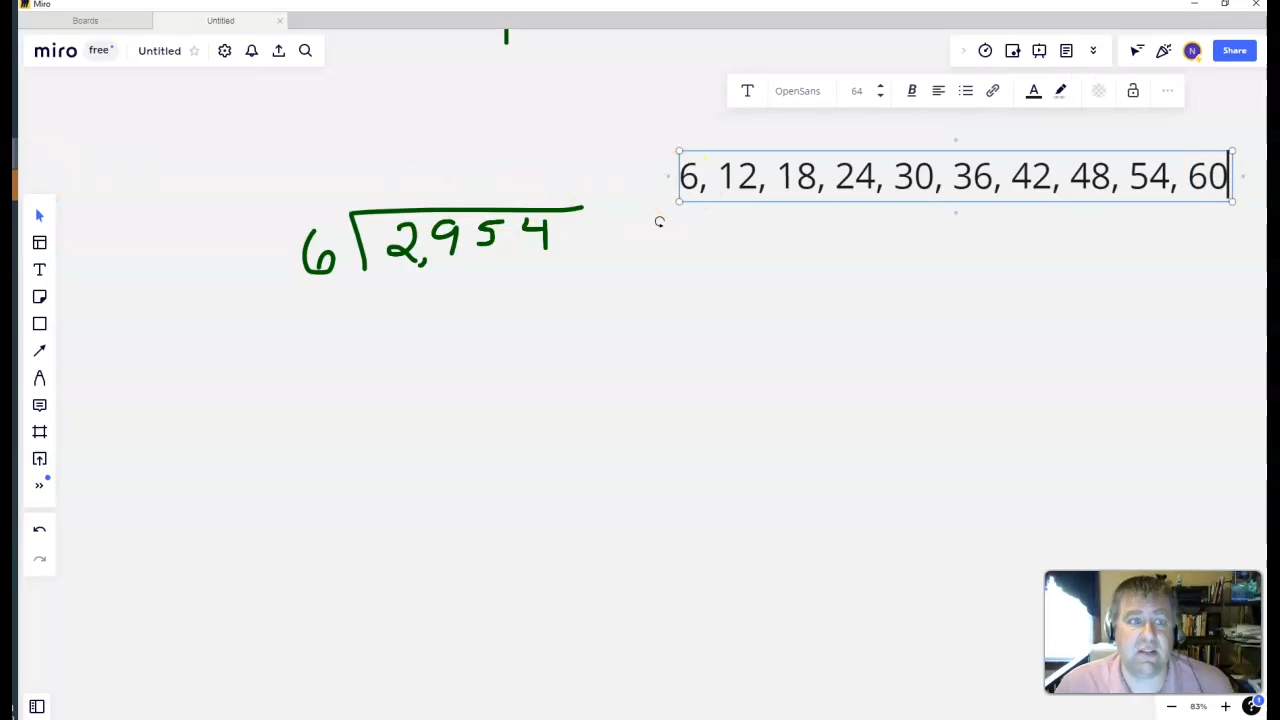 Miro
Boards
Untitled
miro
free
Untitled
Share
OpenSans
64
B
A
6, 12, 18, 24, 30, 36, 42, 48, 54, 60
6 2,954
83%